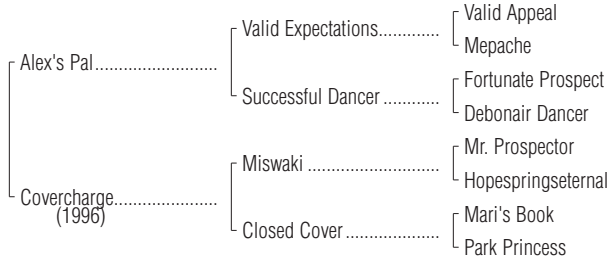 Valid Appeal
Valid Expectations.............
Mepache
Alex's Pal..........................
Fortunate Prospect
Successful Dancer ............
Debonair Dancer
Mr. Prospector
Miswaki ............................
Hopespringseternal
Covercharge......................
(1996)
Mari's Book
Closed Cover....................
Park Princess